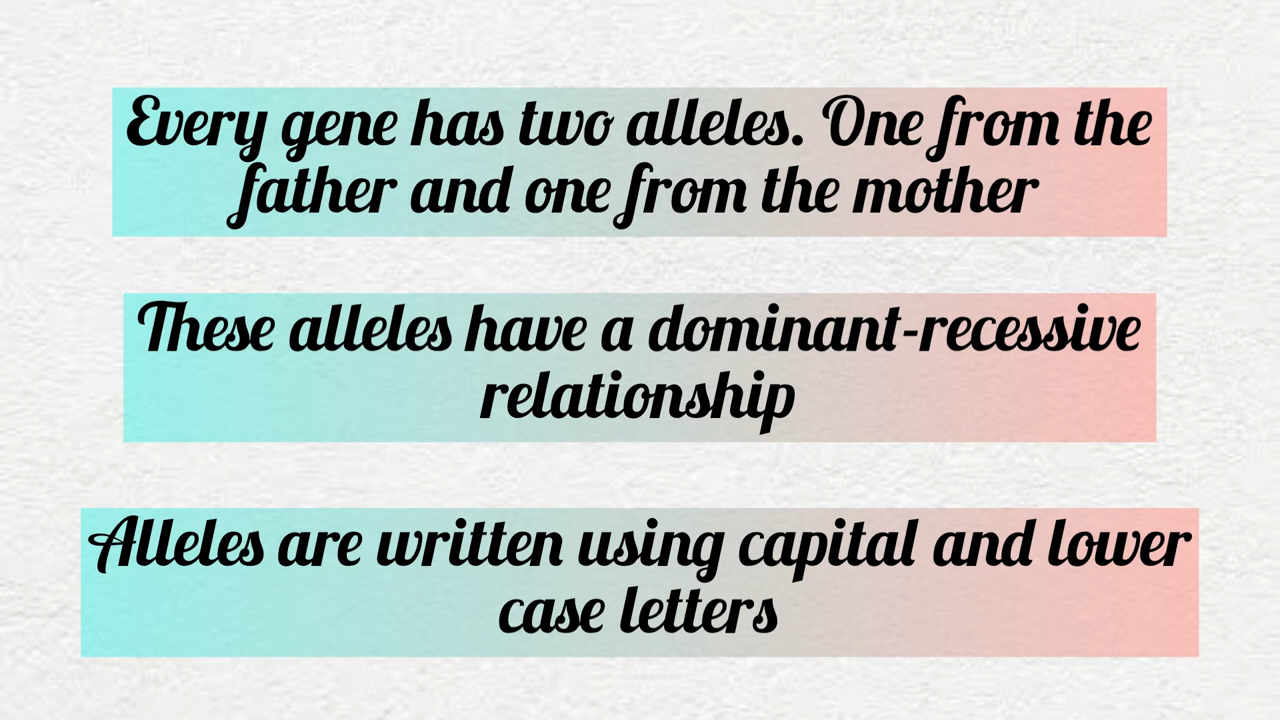 Every gene has two alleles. One from the
father and one from the mother
These alleles have a dominant-recessive
relationship
Alleles are written using capital and lower
case letters